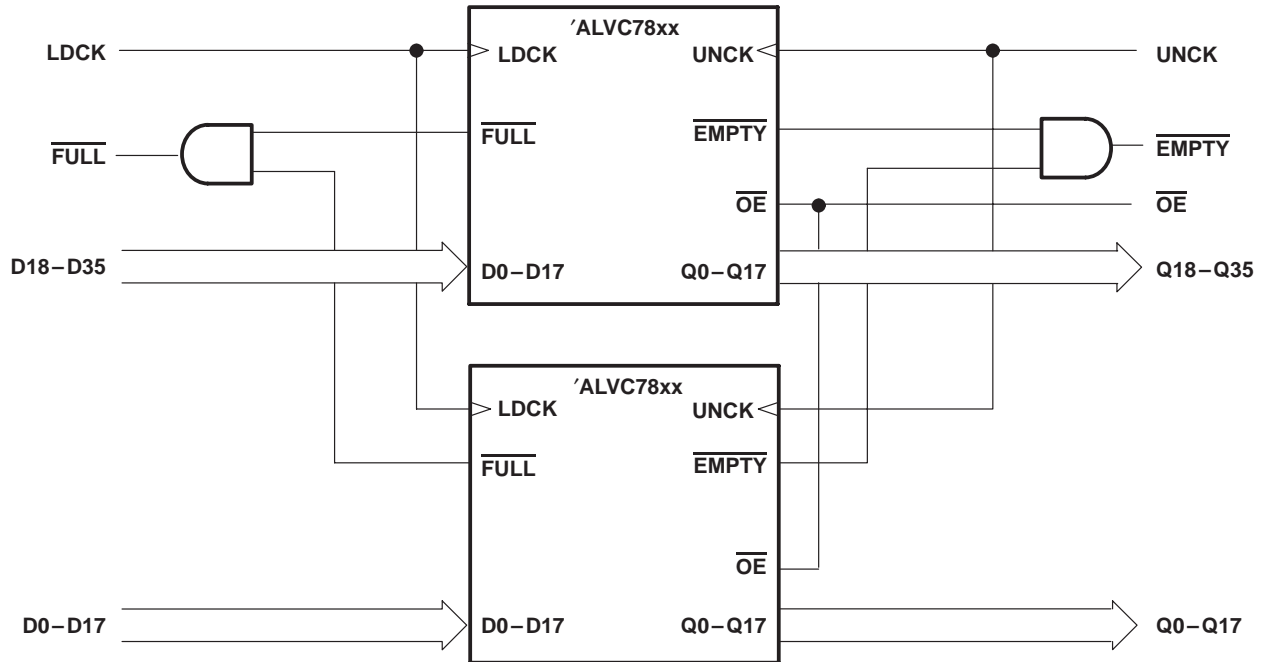 ′ALVC78xx
LDCK
LDCK
UNCK
UNCK
FULL
FULL
EMPTY
EMPTY
OE
OE
D18–D35
D0–D17
Q0–Q17
Q18–Q35
′ALVC78xx
LDCK
UNCK
FULL
EMPTY
OE
D0–D17
D0–D17
Q0–Q17
Q0–Q17